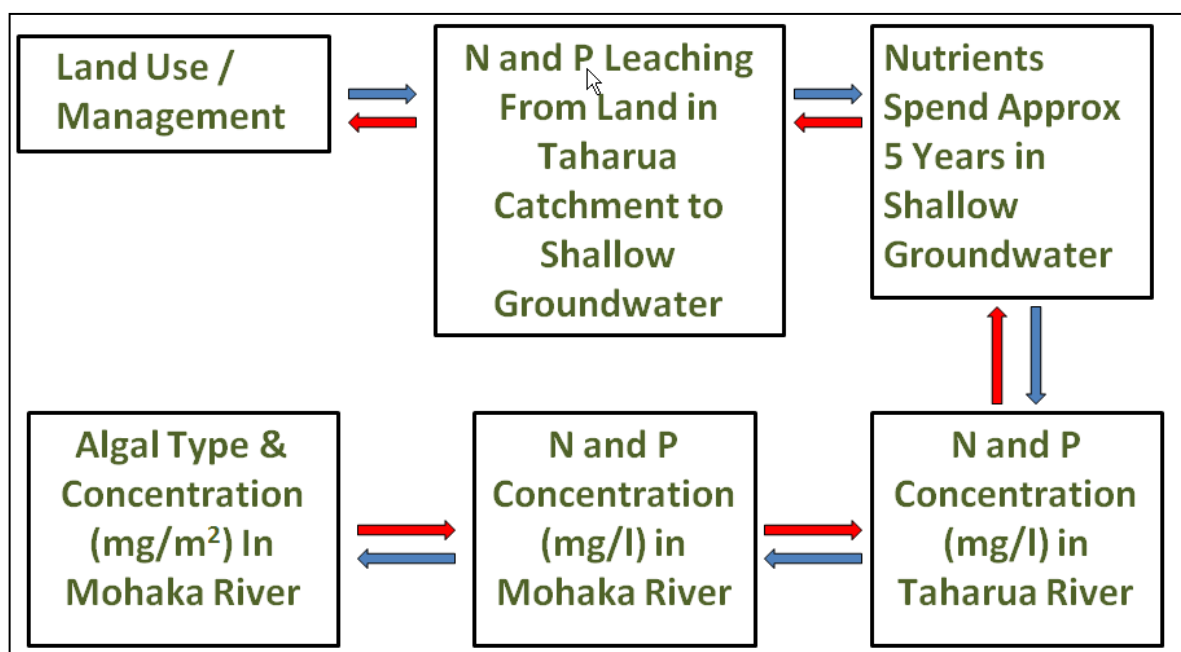 Land Use /
Management
N and P Leaching
From Land in
Taharua
Catchment to
Shallow
Groundwater
Nutrients
Spend Approx
5 Years in
Shallow
Groundwater
Algal Type &
Concentration
(mg/m²) In
Mohaka River
N and P
Concentration
(mg/l) in
Mohaka River
N and P
Concentration
(mg/l) in
Taharua River